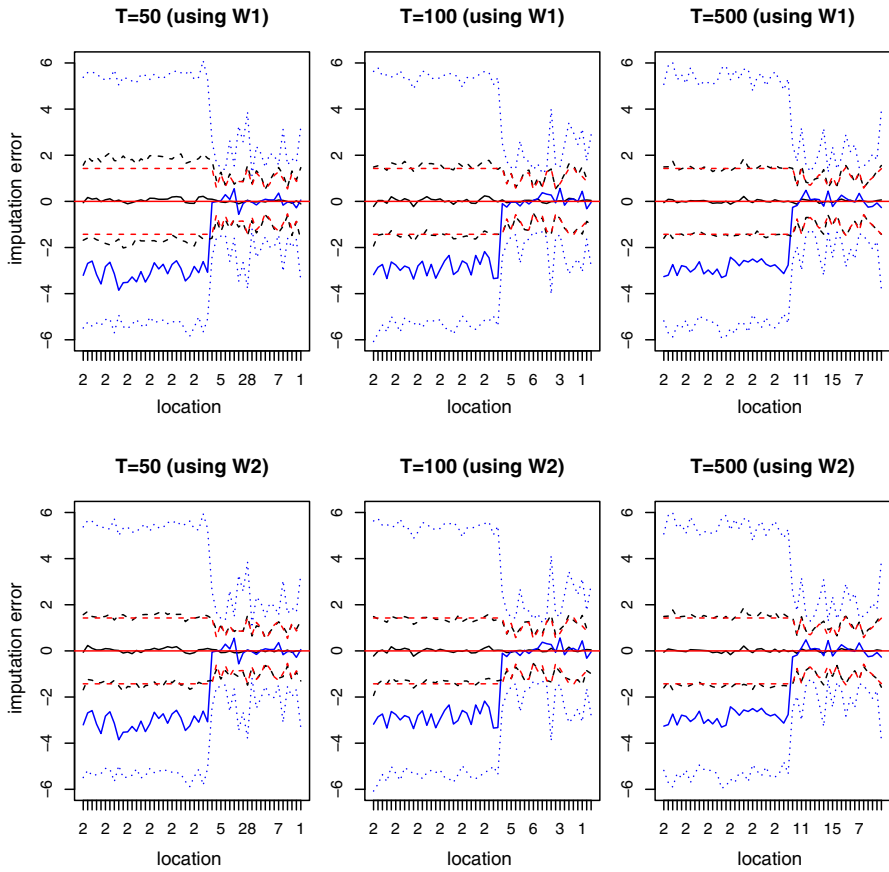 T=50 (using W1)
T=100 (using W1)
T=500 (using W1)
imputation error
6
4
2
0
−2
−4
−6
6
4
2
0
−2
−4
−6
6
4
2
0
−2
−4
−6
2 2 2 2 2 2 5 28 7 1
2 2 2 2 2 2 5 6 3 1
2 2 2 2 2 2 11 15 7
location
location
location
T=50 (using W2)
T=100 (using W2)
T=500 (using W2)
imputation error
6
4
2
0
−2
−4
−6
6
4
2
0
−2
−4
−6
6
4
2
0
−2
−4
−6
2 2 2 2 2 2 5 28 7 1
2 2 2 2 2 2 5 6 3 1
2 2 2 2 2 2 11 15 7
location
location
location